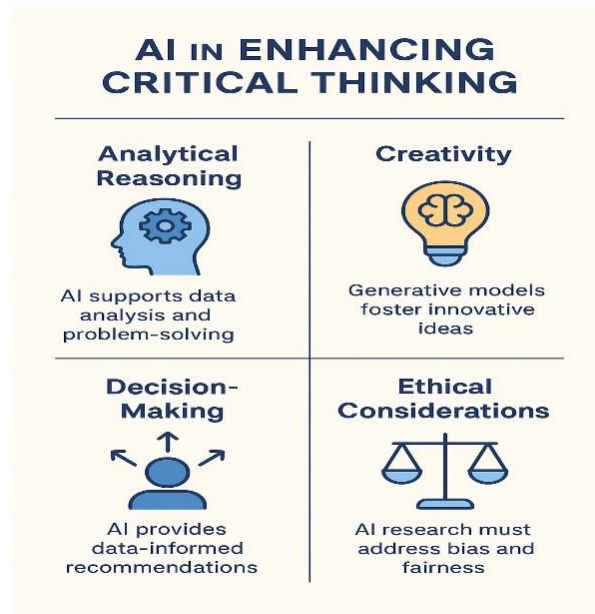 AI IN ENHANCING
CRITICAL THINKING
Analytical
Reasoning
AI supports data
analysis and
problem-solving
Creativity
Generative models
foster innovative
ideas
Decision-
Making
AI provides
data-informed
recommendations
Ethical
Considerations
AI research must
address bias and
fairness